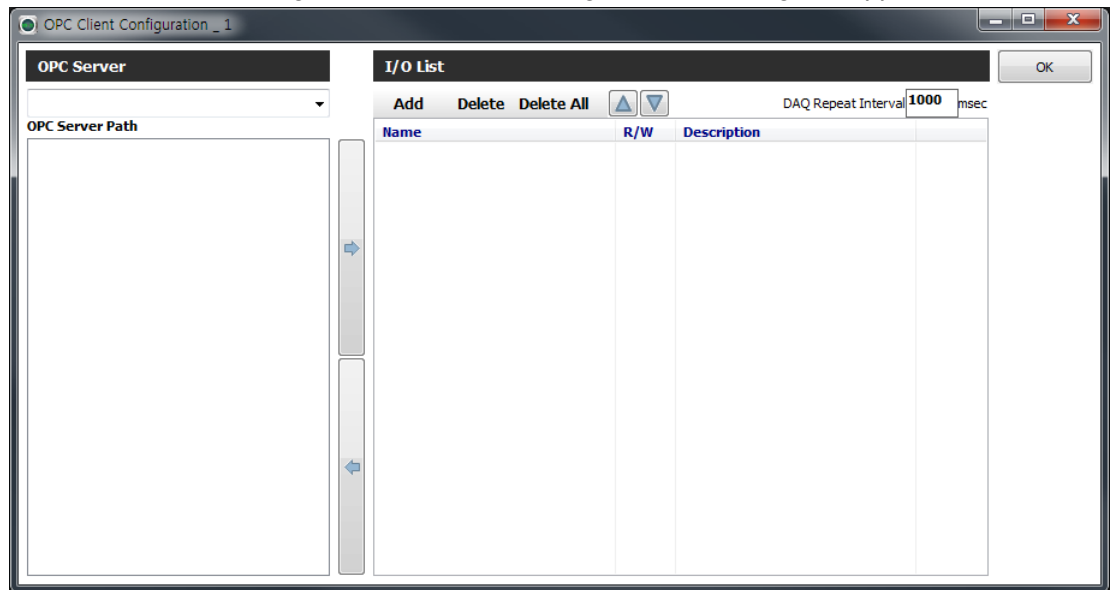 OPC Client Configuration _ 1
OPC Server
I/O List
OK
Add Delete Delete All DAQ Repeat Interval 1000 msec
OPC Server Path
Name R/W Description